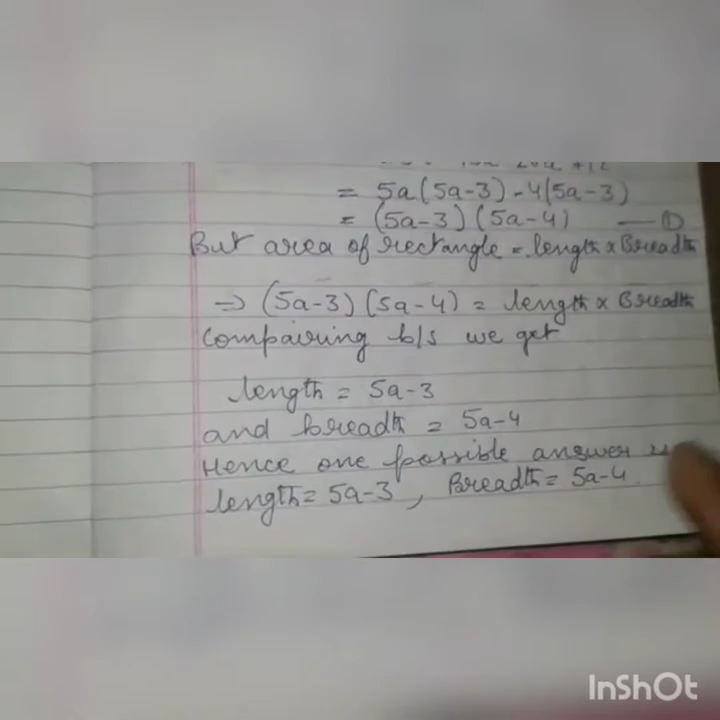 = 5a(5a-3) -4(5a-3)
= (5a-3) (5a-4) —①
But area of rectangle = length × Breadth
⇒ (5a-3) (5a-4) = length × Breadth
Compairing b/s we get
length = 5a-3
and breadth = 5a-4
Hence one possible answer is
length = 5a-3, Breadth = 5a-4
InShOt